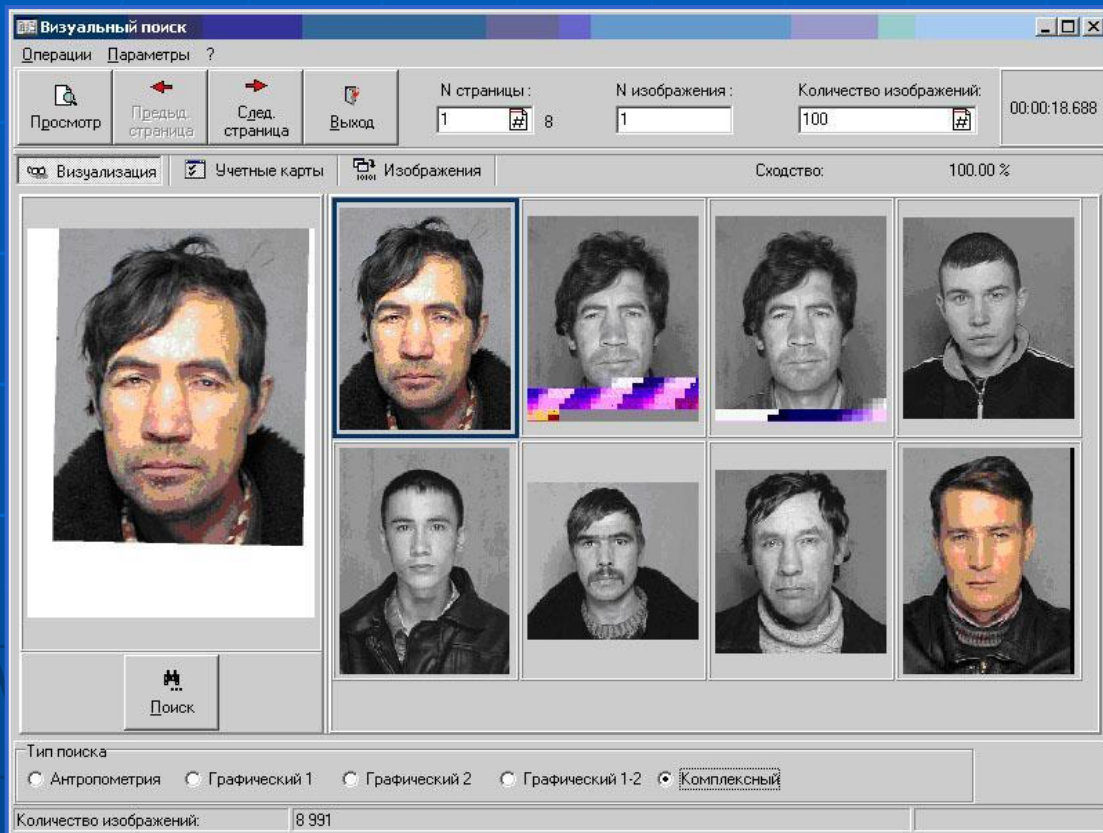 Визуальный поиск
Операции Параметры ?
Просмотр
Предыд. страница
След. страница
Выход
N страницы :
1
8
N изображения :
1
Количество изображений:
100
00:00:18.688
Визуализация
Учетные карты
Изображения
Сходство:
100.00 %
Поиск
Тип поиска
Антропометрия
Графический 1
Графический 2
Графический 1-2
Комплексный
Количество изображений:
8 991